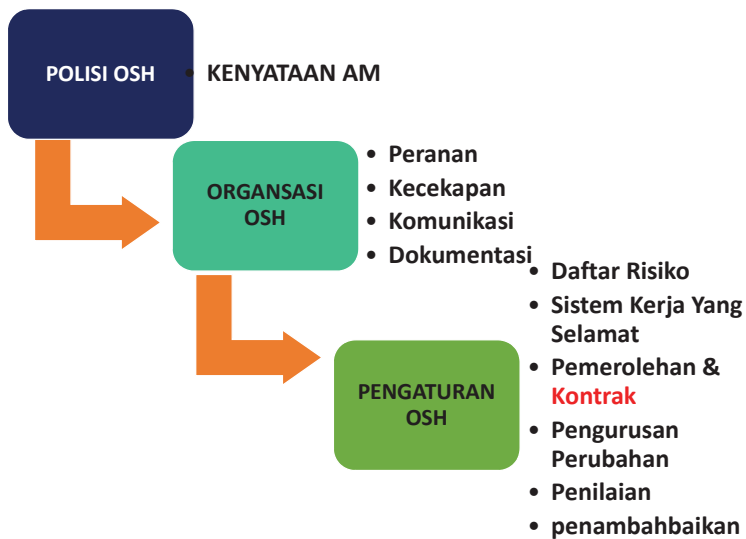 POLISI OSH
• KENYATAAN AM
ORGANSASI
OSH
• Peranan
• Kecekapan
• Komunikasi
• Dokumentasi
PENGATURAN
OSH
• Daftar Risiko
• Sistem Kerja Yang
Selamat
• Pemerolehan &
Kontrak
• Pengurusan
Perubahan
• Penilaian
• penambahbaikan